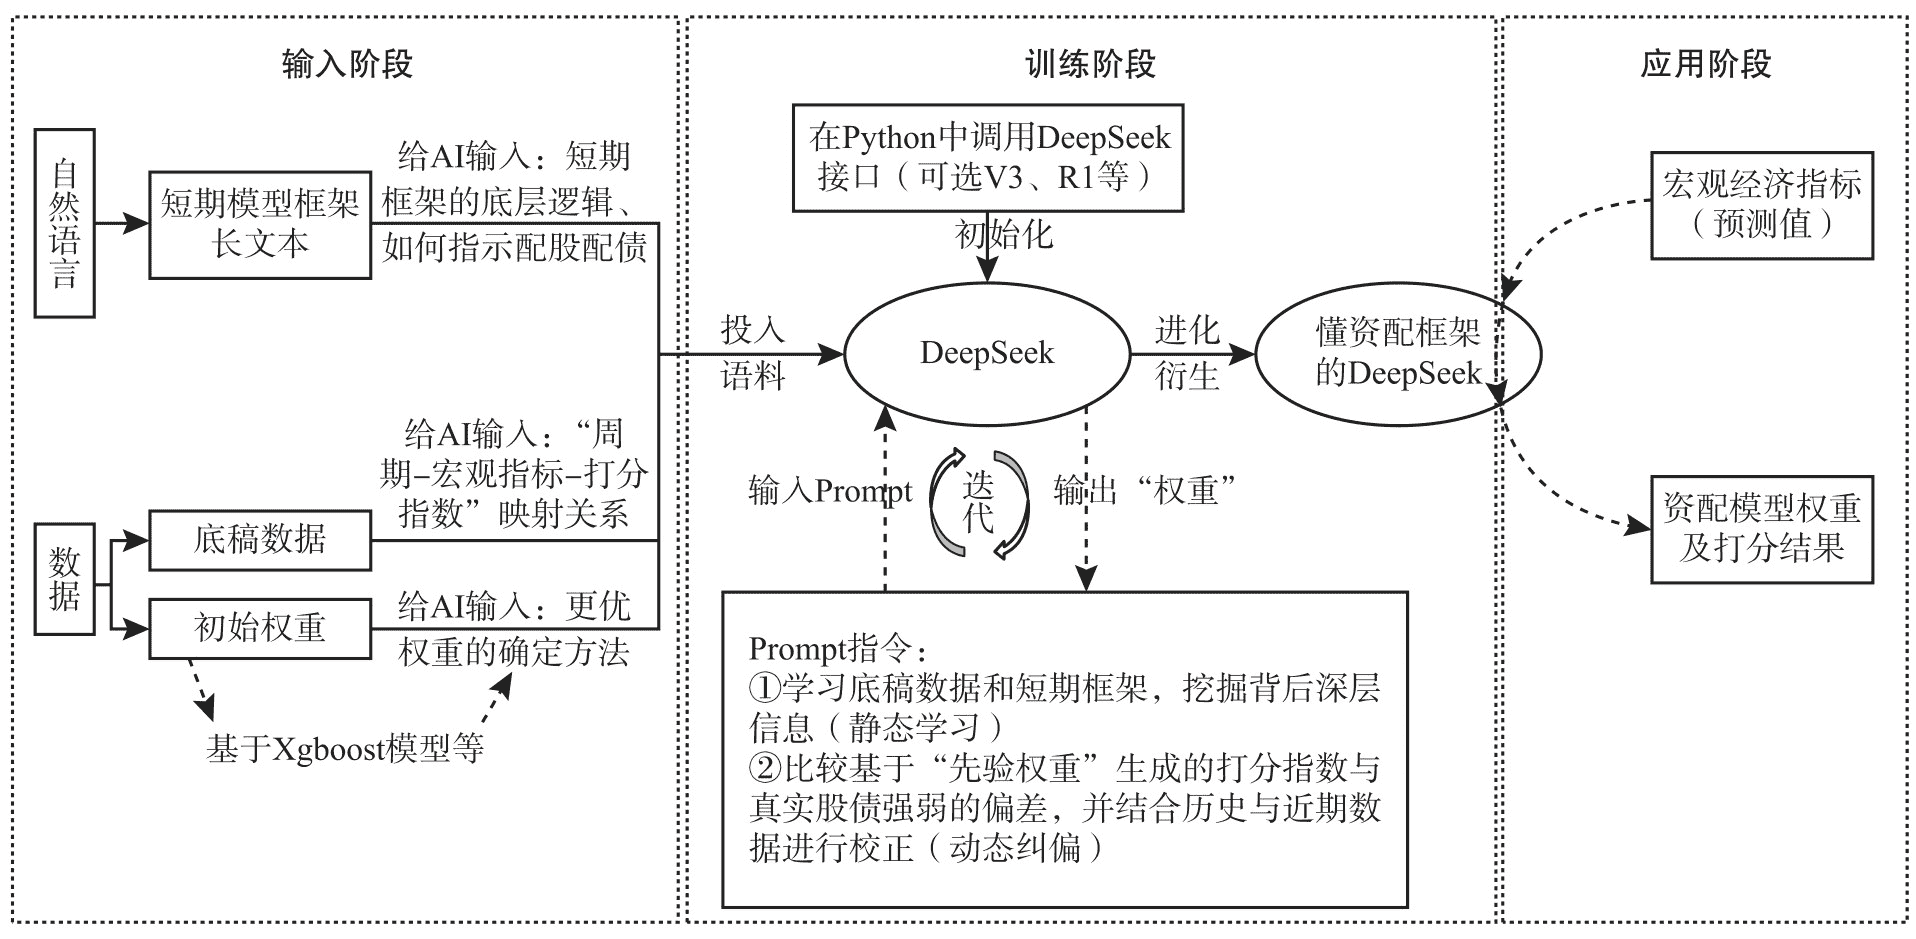 输入阶段
自然语言
短期模型框架
长文本
给AI输入：短期
框架的底层逻辑、
如何指示配股配债
数据
底稿数据
给AI输入：“周
期-宏观指标-打分
指数”映射关系
初始权重
给AI输入：更优
权重的确定方法
基于Xgboost模型等
训练阶段
在Python中调用DeepSeek
接口（可选V3、R1等）
初始化
投入
语料
DeepSeek
进化
衍生
懂资配框架
的DeepSeek
输入Prompt
迭代
输出“权重”
Prompt指令：
①学习底稿数据和短期框架，挖掘背后深层
信息（静态学习）
②比较基于“先验权重”生成的打分指数与
真实股债强弱的偏差，并结合历史与近期数
据进行校正（动态纠偏）
应用阶段
宏观经济指标
（预测值）
资配模型权重
及打分结果